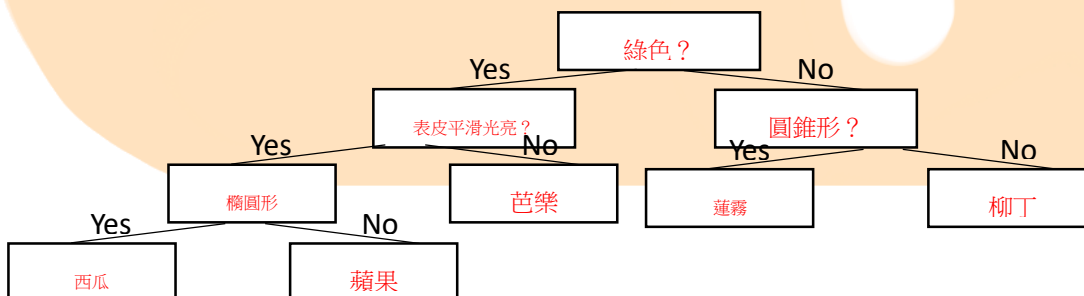 綠色？
Yes
No
表皮平滑光亮？
圓錐形？
Yes
No
Yes
No
橢圓形
芭樂
蓮霧
柳丁
Yes
No
西瓜
蘋果